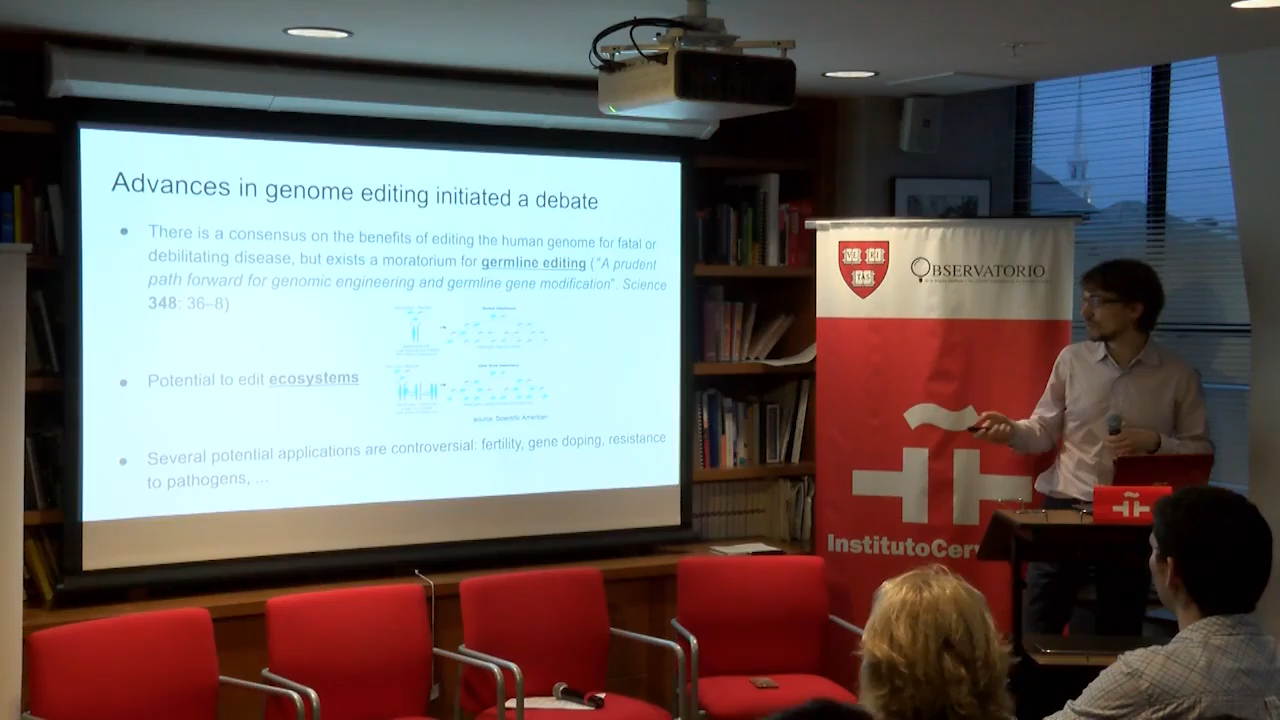 Advances in genome editing initiated a debate
There is a consensus on the benefits of editing the human genome for fatal or
debilitating disease, but exists a moratorium for germline editing ("A prudent
path forward for genomic engineering and germline gene modification". Science
348: 36–8)
Potential to edit ecosystems
source: Scientific American
Several potential applications are controversial: fertility, gene doping, resistance
to pathogens, ...
VE RI TAS
OBSERVATORIO
InstitutoCer